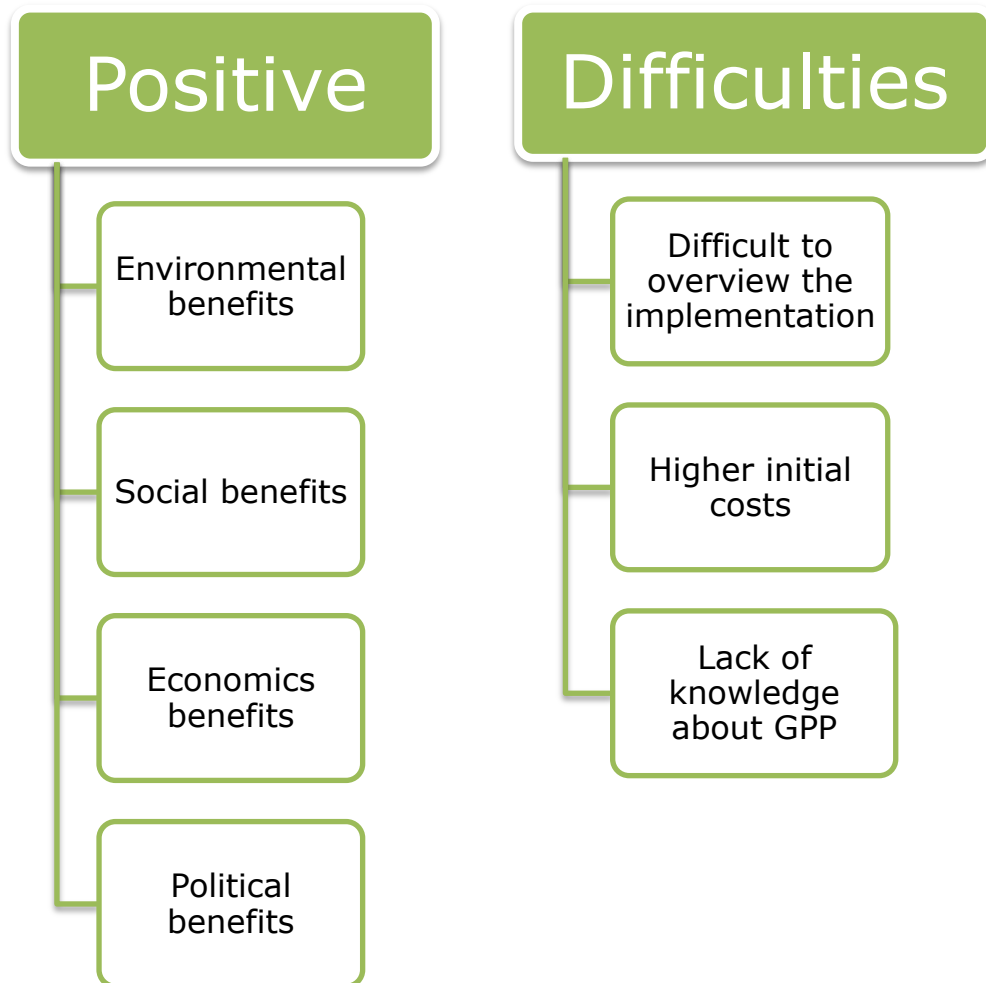 Positive
Environmental
benefits
Social benefits
Economics
benefits
Political
benefits
Difficulties
Difficult to
overview the
implementation
Higher initial
costs
Lack of
knowledge
about GPP